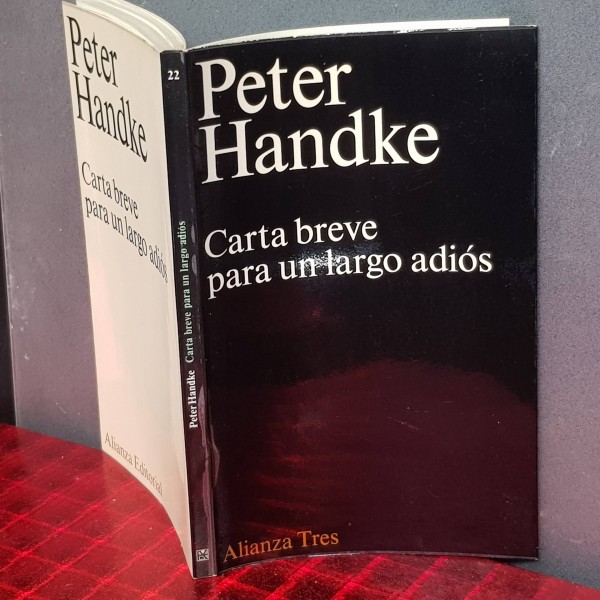 Peter
Handke
Carta breve
para un largo adiós
Alianza Editorial
22
Peter Handke Carta breve para un largo adiós
Peter
Handke
Carta breve
para un largo adiós
Alianza Tres